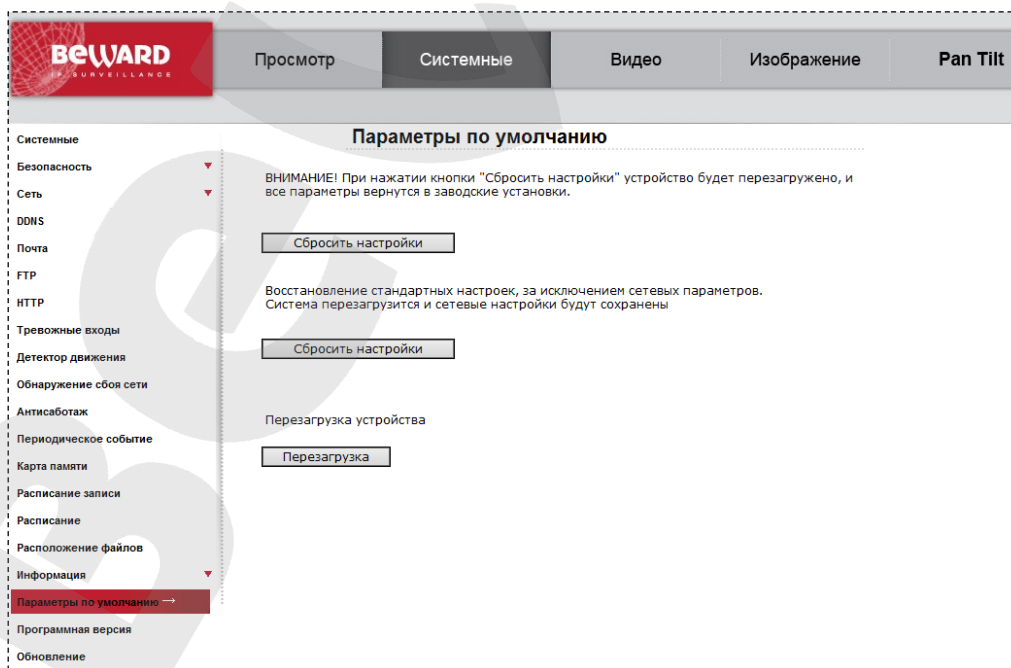 BEWARD
IP SURVEILLANCE
Просмотр
Системные
Видео
Изображение
Pan Tilt
Системные
Безопасность
Сеть
DDNS
Почта
FTP
HTTP
Тревожные входы
Детектор движения
Обнаружение сбоя сети
Антисаботаж
Периодическое событие
Карта памяти
Расписание записи
Расписание
Расположение файлов
Информация
Параметры по умолчанию →
Программная версия
Обновление
Параметры по умолчанию
ВНИМАНИЕ! При нажатии кнопки "Сбросить настройки" устройство будет перезагружено, и
все параметры вернутся в заводские установки.
Сбросить настройки
Восстановление стандартных настроек, за исключением сетевых параметров.
Система перезагрузится и сетевые настройки будут сохранены
Сбросить настройки
Перезагрузка устройства
Перезагрузка